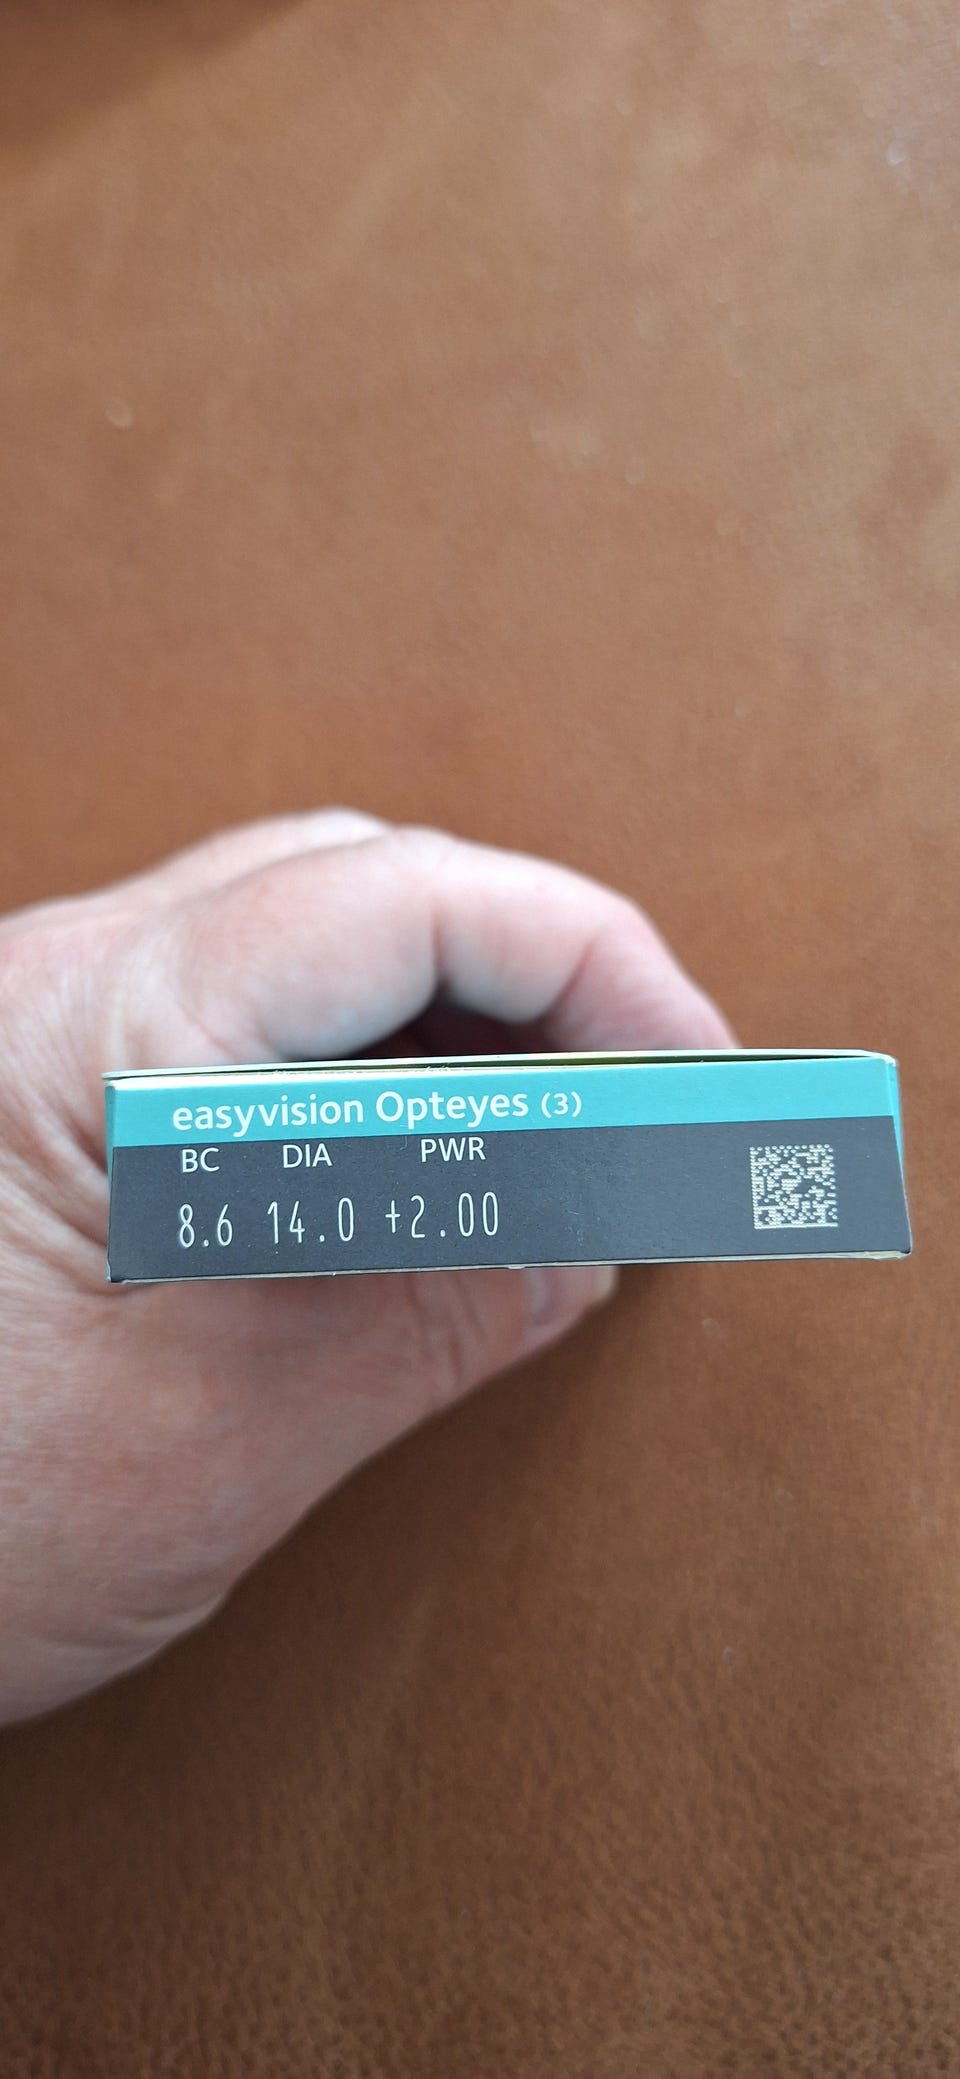 easyvision Opteyes (3)
BC DIA PWR
8.6 14.0 +2.00